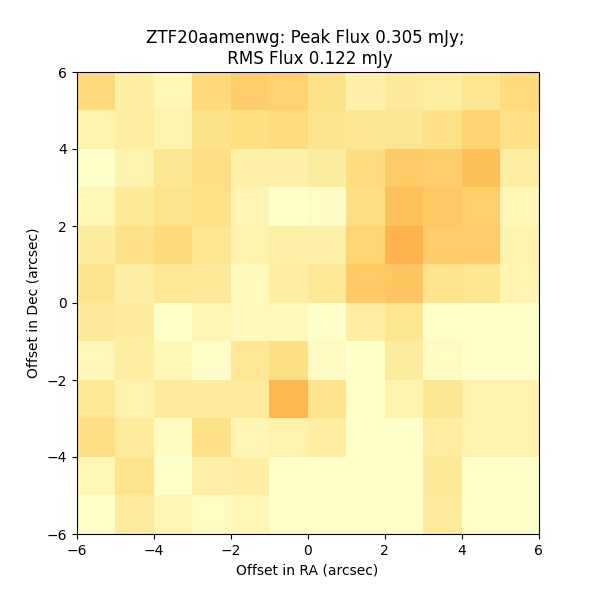 ZTF20aamenwg: Peak Flux 0.305 mJy;
RMS Flux 0.122 mJy
6
4
2
0
−2
−4
−6
Offset in Dec (arcsec)
−6 −4 −2 0 2 4 6
Offset in RA (arcsec)